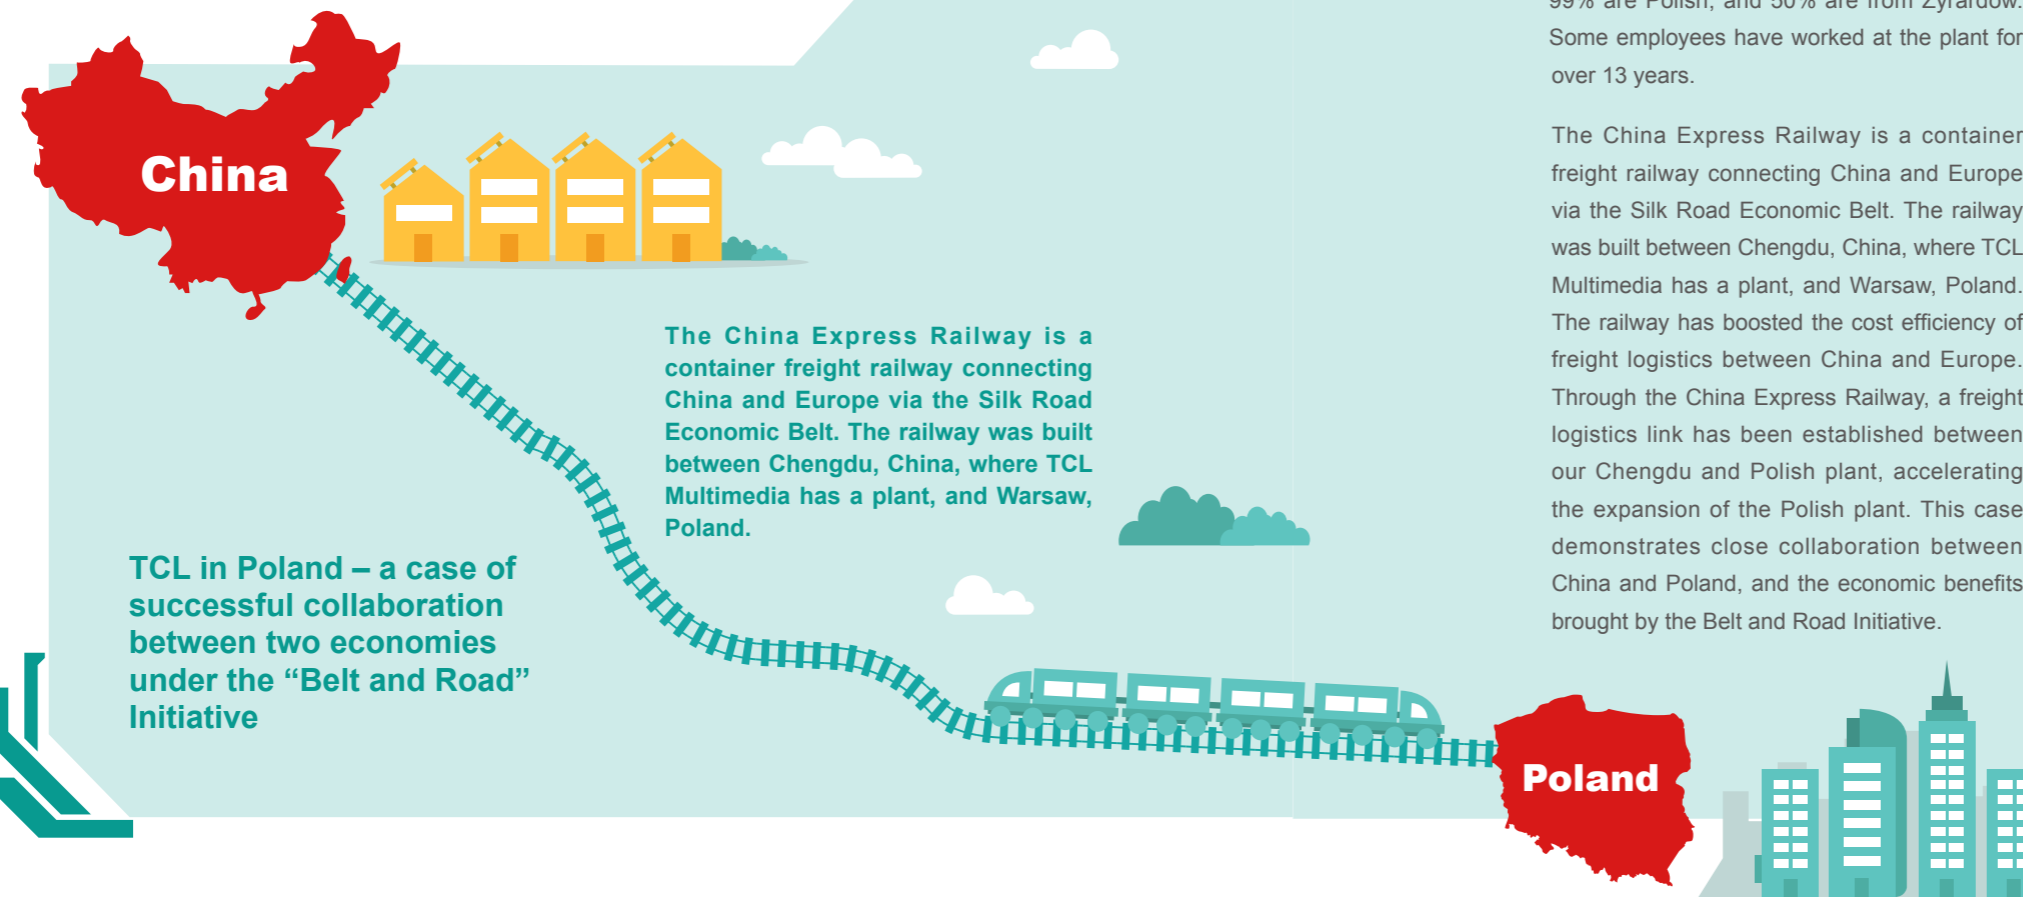 China
The China Express Railway is a
container freight railway connecting
China and Europe via the Silk Road
Economic Belt. The railway was built
between Chengdu, China, where TCL
Multimedia has a plant, and Warsaw,
Poland.
TCL in Poland – a case of
successful collaboration
between two economies
under the “Belt and Road”
Initiative
99% are Polish, and 50% are from Zyrardow.
Some employees have worked at the plant for
over 13 years.
The China Express Railway is a container
freight railway connecting China and Europe
via the Silk Road Economic Belt. The railway
was built between Chengdu, China, where TCL
Multimedia has a plant, and Warsaw, Poland.
The railway has boosted the cost efficiency of
freight logistics between China and Europe.
Through the China Express Railway, a freight
logistics link has been established between
our Chengdu and Polish plant, accelerating
the expansion of the Polish plant. This case
demonstrates close collaboration between
China and Poland, and the economic benefits
brought by the Belt and Road Initiative.
Poland